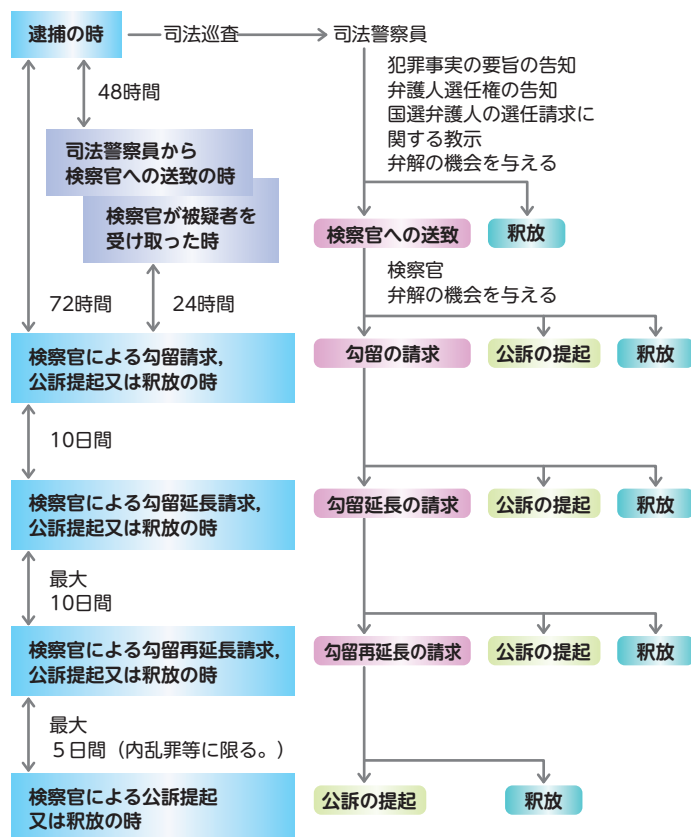 逮捕の時
司法巡査
司法警察員
犯罪事実の要旨の告知
弁護人選任権の告知
国選弁護人の選任請求に
関する教示
弁解の機会を与える
48時間
司法警察員から
検察官への送致の時
検察官が被疑者を
受け取った時
検察官への送致
釈放
検察官
弁解の機会を与える
72時間
24時間
検察官による勾留請求,
公訴提起又は釈放の時
勾留の請求
公訴の提起
釈放
10日間
検察官による勾留延長請求,
公訴提起又は釈放の時
勾留延長の請求
公訴の提起
釈放
最大
10日間
検察官による勾留再延長請求,
公訴提起又は釈放の時
勾留再延長の請求
公訴の提起
釈放
最大
５日間（内乱罪等に限る。）
検察官による公訴提起
又は釈放の時
公訴の提起
釈放